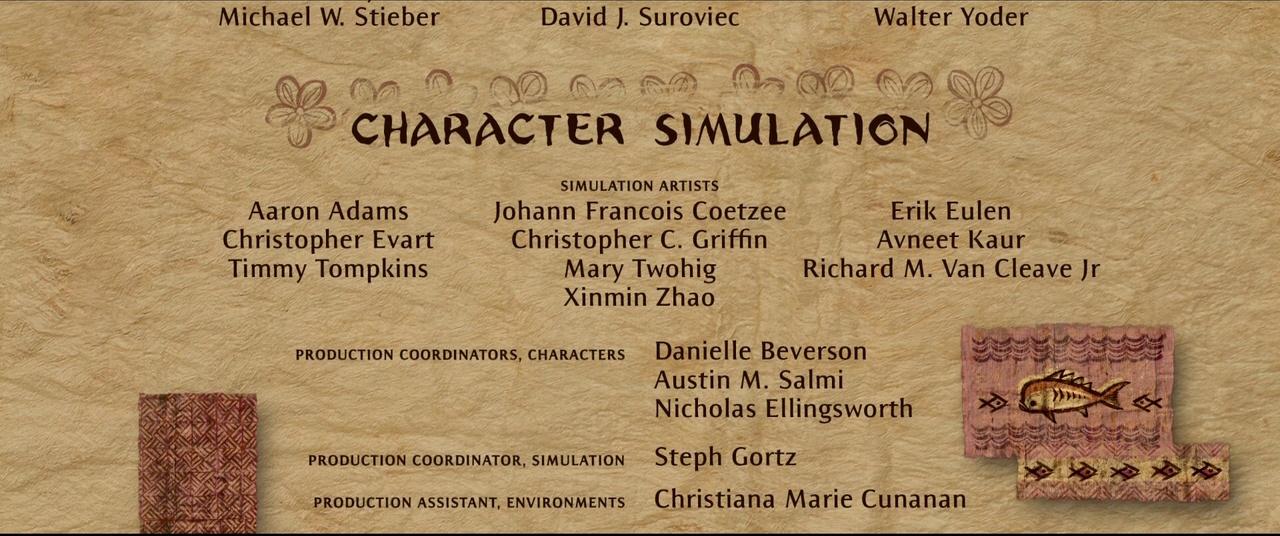 Michael W. Stieber David J. Suroviec Walter Yoder
CHARACTER SIMULATION
SIMULATION ARTISTS
Aaron Adams Johann Francois Coetzee Erik Eulen
Christopher Evart Christopher C. Griffin Avneet Kaur
Timmy Tompkins Mary Twohig Richard M. Van Cleave Jr
Xinmin Zhao
PRODUCTION COORDINATORS, CHARACTERS Danielle Beverson
Austin M. Salmi
Nicholas Ellingsworth
PRODUCTION COORDINATOR, SIMULATION Steph Gortz
PRODUCTION ASSISTANT, ENVIRONMENTS Christiana Marie Cunanan